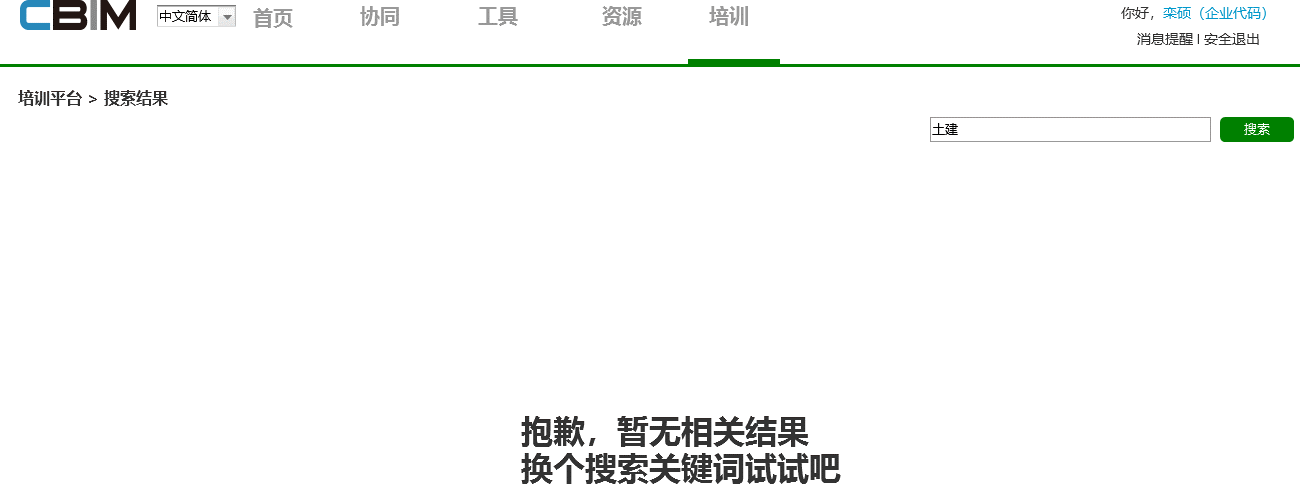 CBIM 中文简体 首页 协同 工具 资源 培训 你好，栾硕（企业代码）
消息提醒 I 安全退出
培训平台 > 搜索结果
土建 搜索
抱歉，暂无相关结果
换个搜索关键词试试吧